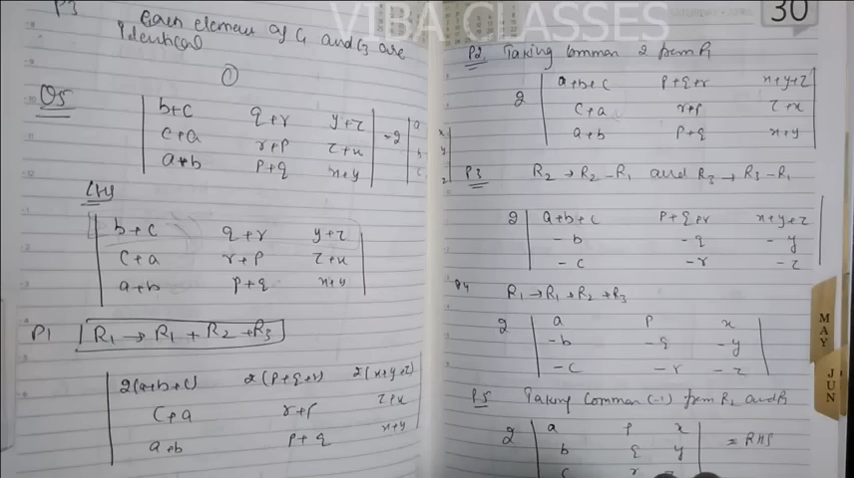 VIBA CLASSES
30
P3 Each element of C1 and C3 are
Identical
①
Q5
b+c q+r y+z
c+a r+p z+x = 2
a+b p+q x+y
LHS
b+c q+r y+z
c+a r+p z+x
a+b p+q x+y
P1 R1 → R1 + R2 + R3
2(a+b+c) 2(p+q+r) 2(x+y+z)
c+a r+p z+x
a+b p+q x+y
P2 Taking Common 2 from R1
a+b+c p+q+r x+y+z
2 c+a r+p z+x
a+b p+q x+y
P3 R2 → R2 - R1 and R3 → R3 - R1
2 a+b+c p+q+r x+y+z
-b -q -y
-c -r -z
P4 R1 → R1 + R2 + R3
2 a p x
-b -q -y
-c -r -z
P5 Taking Common (-1) from R2 and R3
2 a p x
b q y = RHS
c r
MAY
JUN